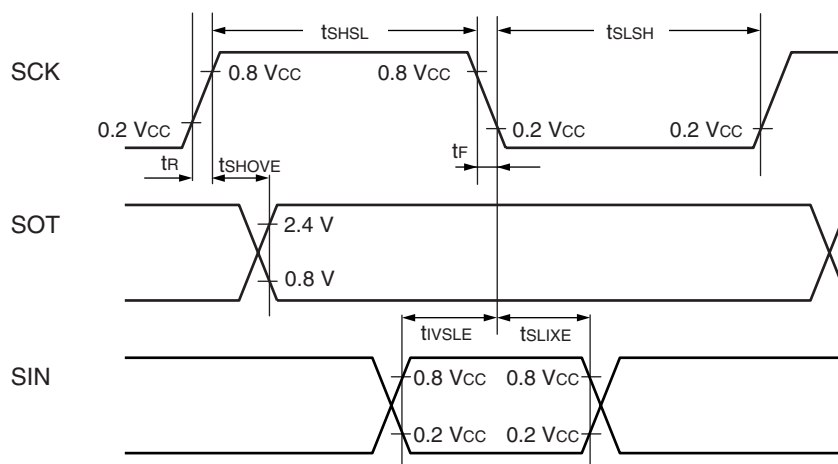 tSHSL tSLSH
SCK
0.8 VCC 0.8 VCC
0.2 VCC 0.2 VCC 0.2 VCC
tR tSHOVE tF
SOT
2.4 V
0.8 V
tIVSLE tSLIXE
SIN
0.8 VCC 0.8 VCC
0.2 VCC 0.2 VCC